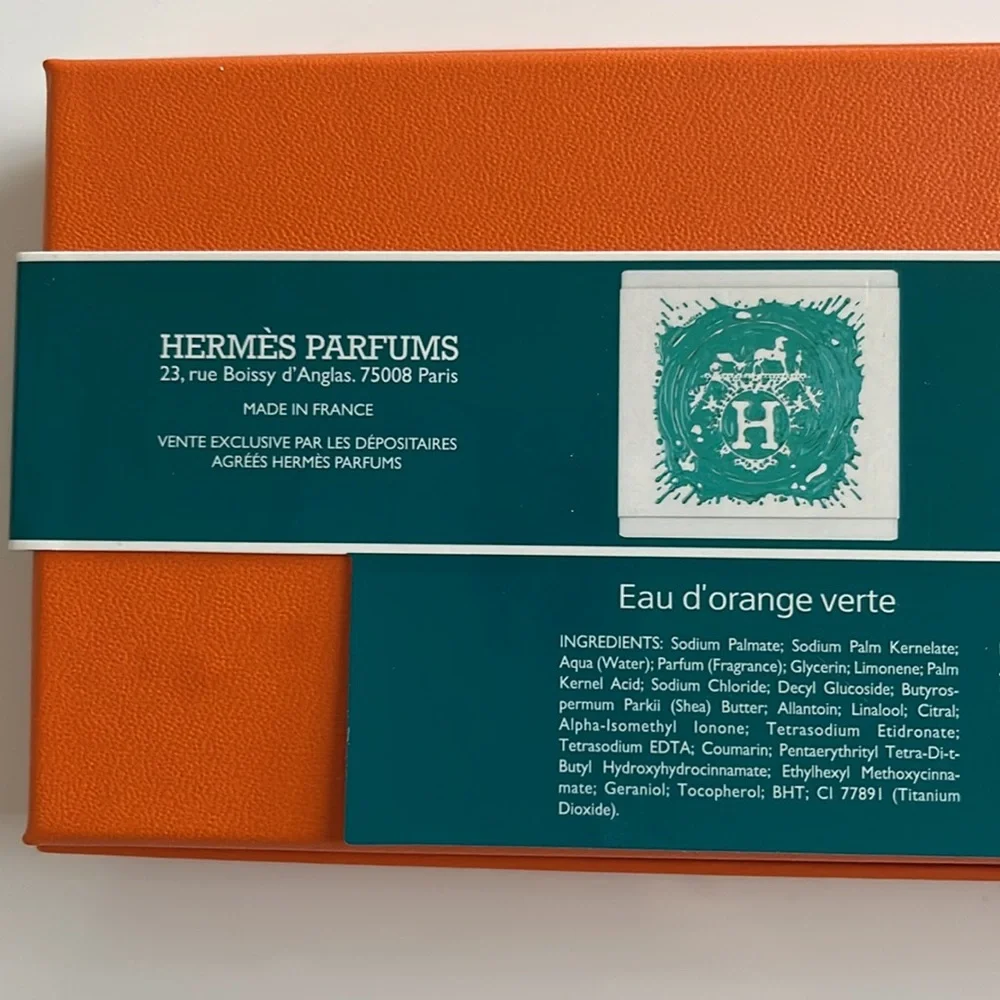 HERMÈS PARFUMS
23, rue Boissy d'Anglas. 75008 Paris
MADE IN FRANCE
VENTE EXCLUSIVE PAR LES DÉPOSITAIRES
AGRÉÉS HERMÈS PARFUMS
H
Eau d'orange verte
INGREDIENTS: Sodium Palmate; Sodium Palm Kernelate;
Aqua (Water); Parfum (Fragrance); Glycerin; Limonene; Palm
Kernel Acid; Sodium Chloride; Decyl Glucoside; Butyros-
permum Parkii (Shea) Butter; Allantoin; Linalool; Citral;
Alpha-Isomethyl Ionone; Tetrasodium Etidronate;
Tetrasodium EDTA; Coumarin; Pentaerythrityl Tetra-Di-t-
Butyl Hydroxyhydrocinnamate; Ethylhexyl Methoxycinna-
mate; Geraniol; Tocopherol; BHT; CI 77891 (Titanium
Dioxide).